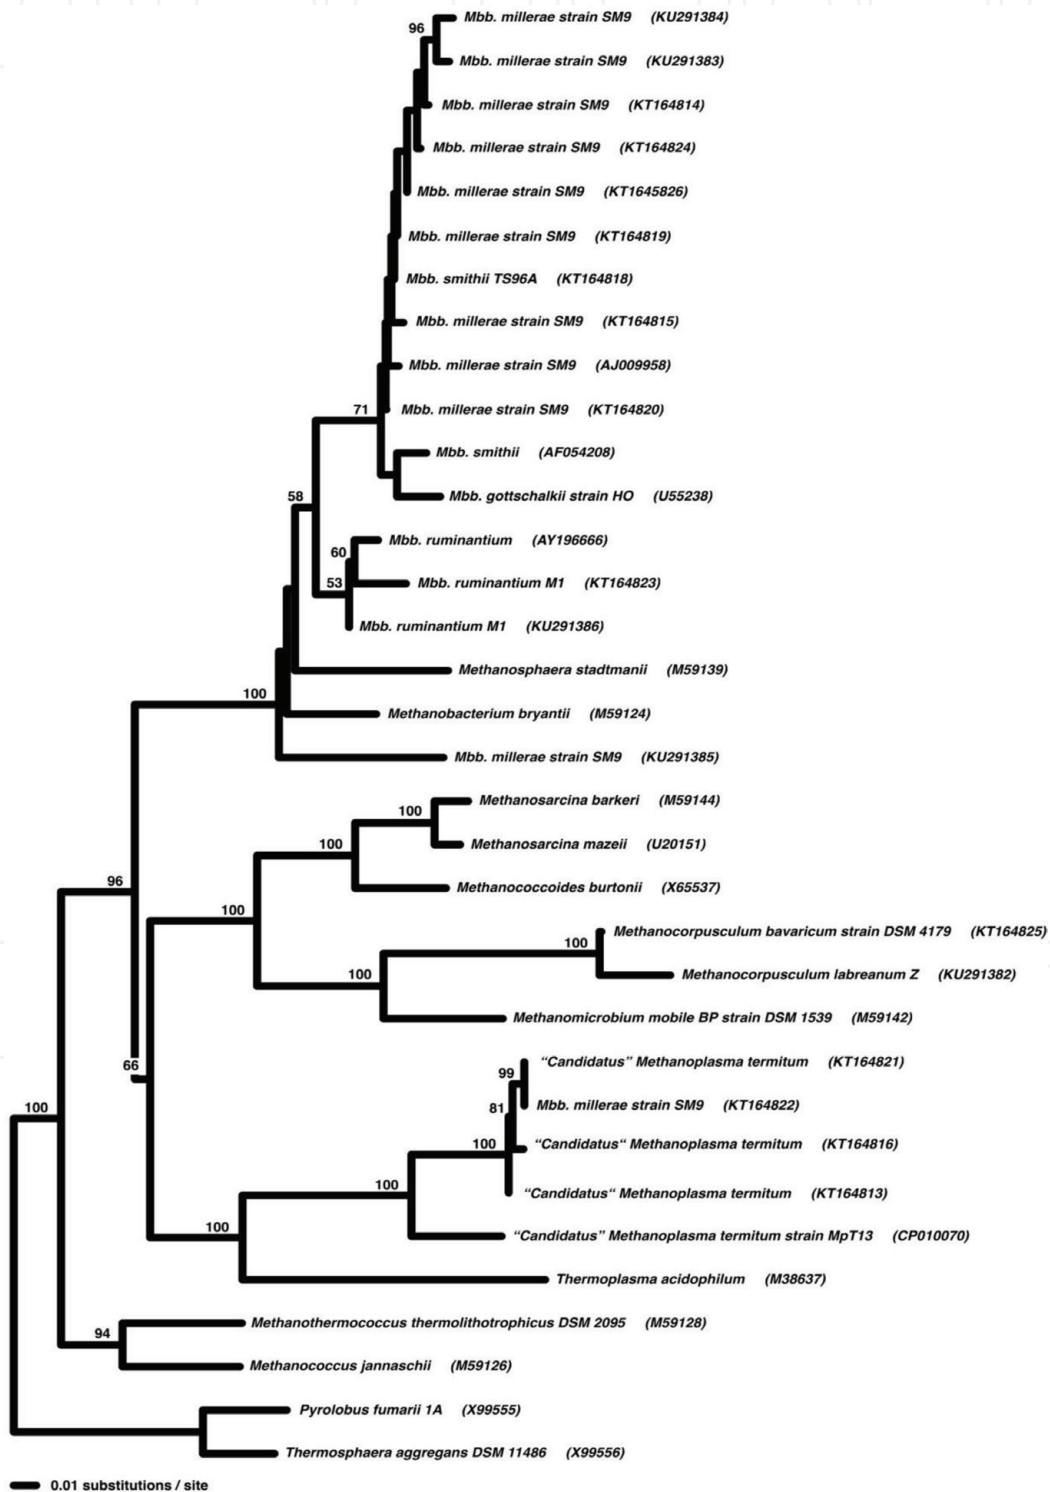 Mbb. millerae strain SM9 (KU291384)
96
Mbb. millerae strain SM9 (KU291383)
Mbb. millerae strain SM9 (KT164814)
Mbb. millerae strain SM9 (KT164824)
Mbb. millerae strain SM9 (KT1645826)
Mbb. millerae strain SM9 (KT164819)
Mbb. smithii TS96A (KT164818)
Mbb. millerae strain SM9 (KT164815)
Mbb. millerae strain SM9 (AJ009958)
71 Mbb. millerae strain SM9 (KT164820)
Mbb. smithii (AF054208)
58 Mbb. gottschalkii strain HO (U55238)
Mbb. ruminantium (AY196666)
60
53 Mbb. ruminantium M1 (KT164823)
Mbb. ruminantium M1 (KU291386)
Methanosphaera stadtmanii (M59139)
100
Methanobacterium bryantii (M59124)
Mbb. millerae strain SM9 (KU291385)
Methanosarcina barkeri (M59144)
100
100 Methanosarcina mazeii (U20151)
96 Methanococcoides burtonii (X65537)
100
Methanocorpusculum bavaricum strain DSM 4179 (KT164825)
100
100 Methanocorpusculum labreanum Z (KU291382)
Methanomicrobium mobile BP strain DSM 1539 (M59142)
66 “Candidatus” Methanoplasma termitum (KT164821)
99
100 81 Mbb. millerae strain SM9 (KT164822)
100 “Candidatus“ Methanoplasma termitum (KT164816)
100 “Candidatus“ Methanoplasma termitum (KT164813)
100 “Candidatus” Methanoplasma termitum strain MpT13 (CP010070)
Thermoplasma acidophilum (M38637)
Methanothermococcus thermolithotrophicus DSM 2095 (M59128)
94
Methanococcus jannaschii (M59126)
Pyrolobus fumarii 1A (X99555)
Thermosphaera aggregans DSM 11486 (X99556)
0.01 substitutions / site